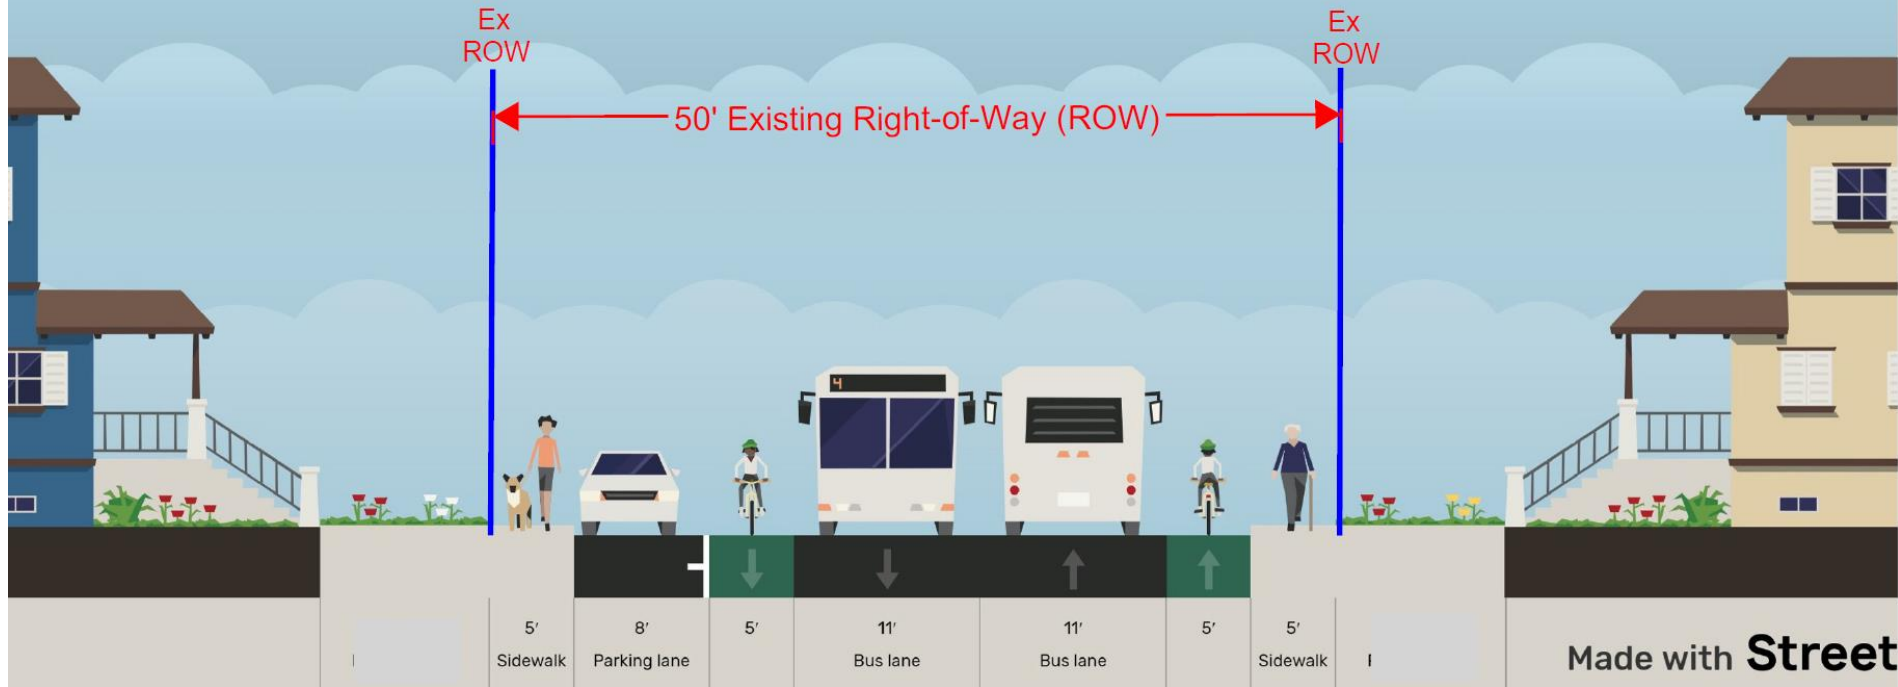 Ex
ROW
Ex
ROW
50' Existing Right-of-Way (ROW)
4
5' 8' 5' 11' 11' 5' 5'
Sidewalk Parking lane Bus lane Bus lane Sidewalk
Made with Street